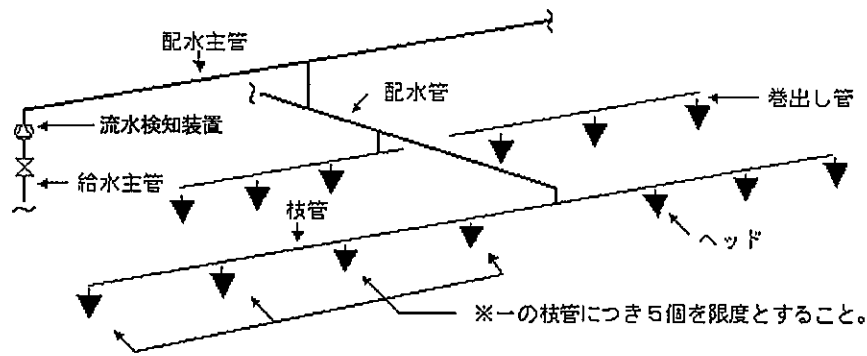 配水主管
配水管
巻出し管
流水検知装置
給水主管
枝管
ヘッド
※一の枝管につき5個を限度とすること。